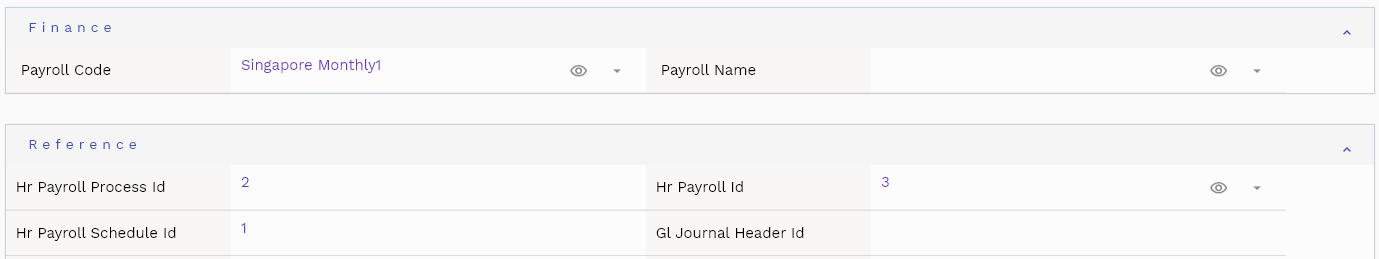 Finance
Payroll Code Singapore Monthly1 Payroll Name
Reference
Hr Payroll Process Id 2 Hr Payroll Id 3
Hr Payroll Schedule Id 1 Gl Journal Header Id